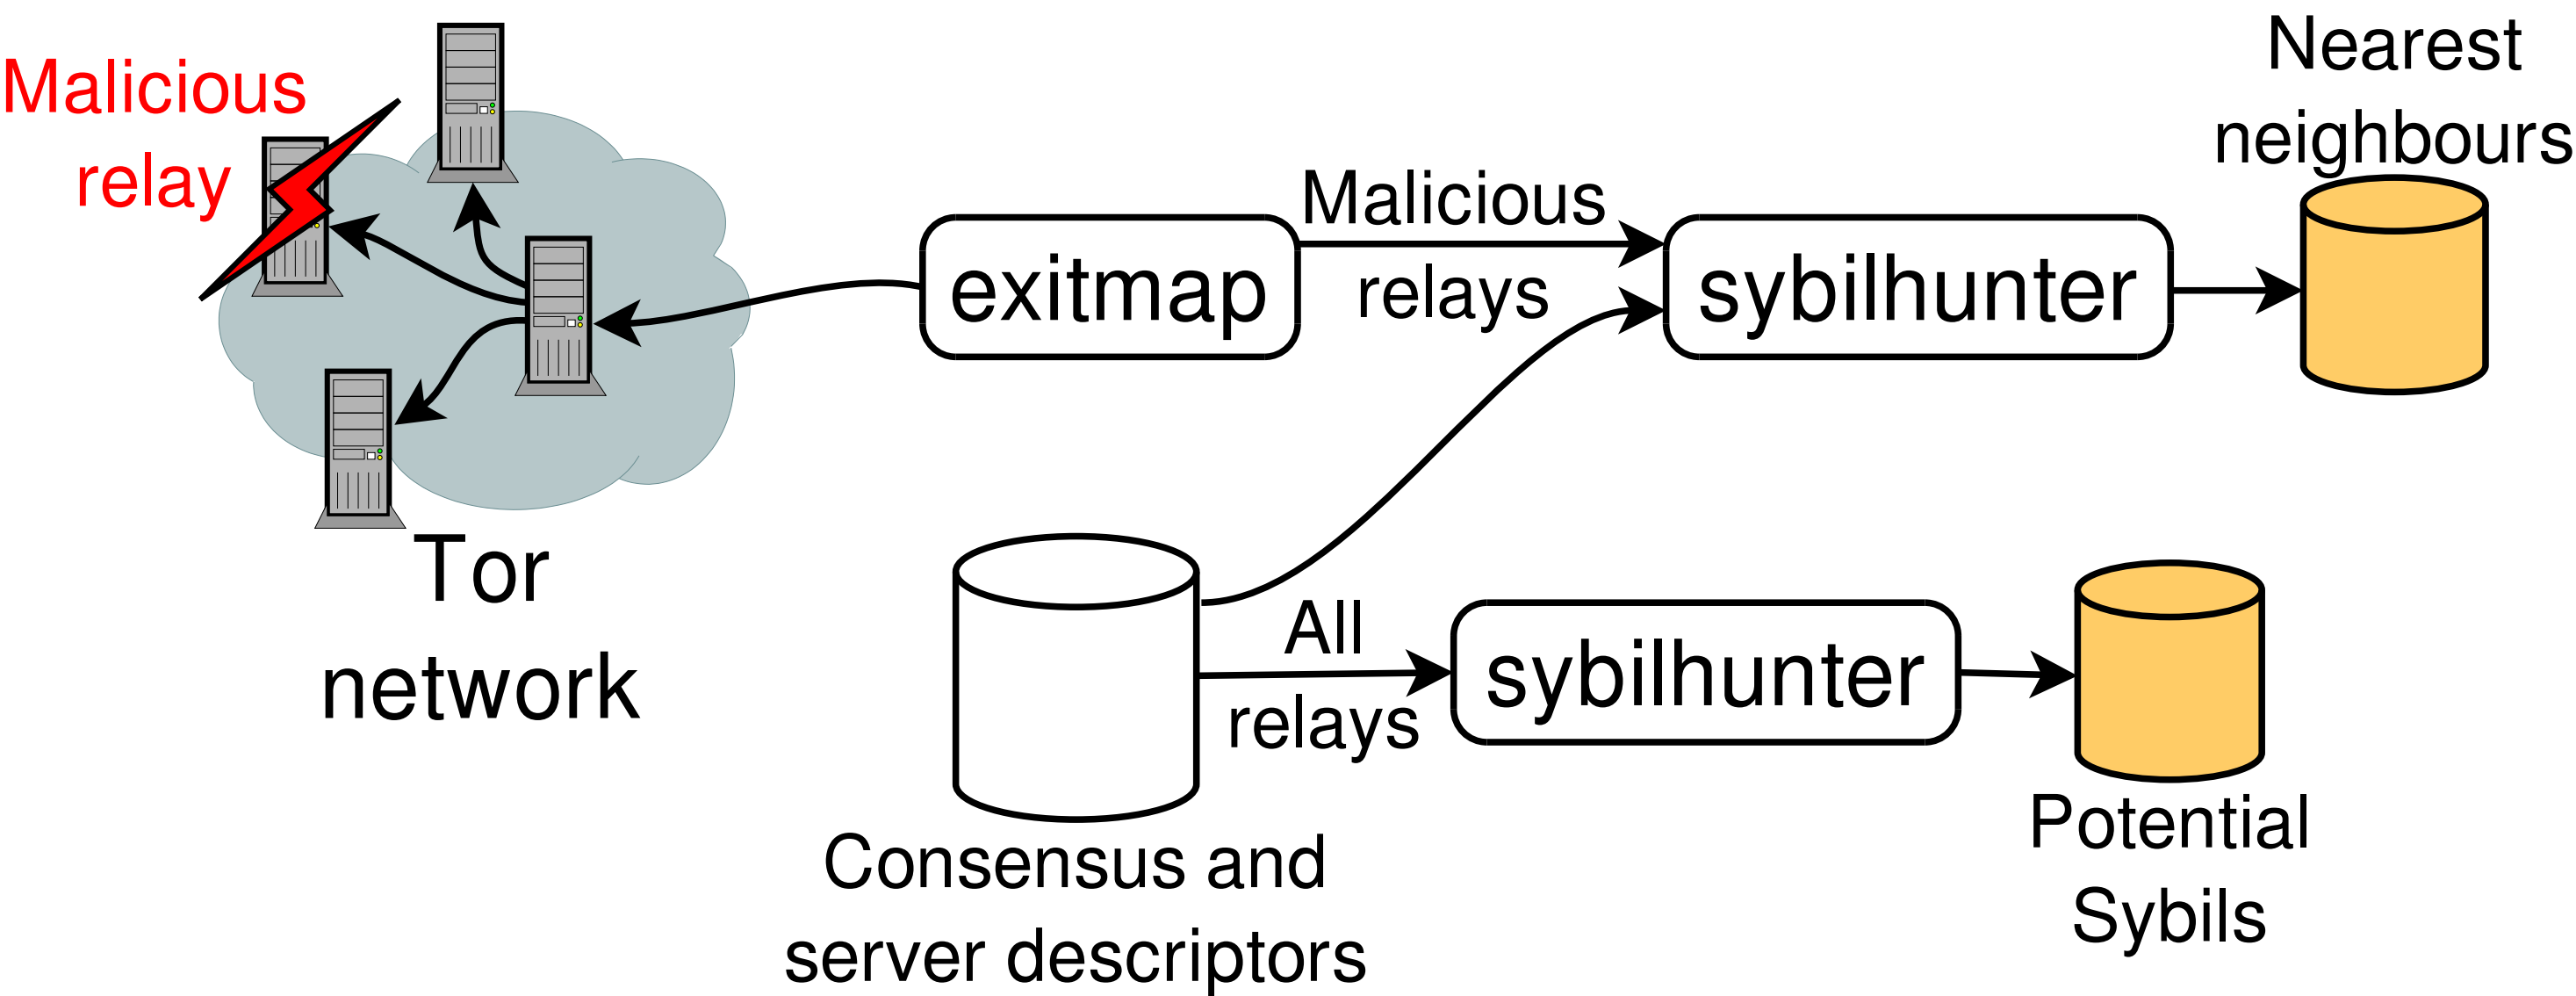 Malicious
relay
Tor
network
exitmap
Malicious
relays
sybilhunter
Nearest
neighbours
Consensus and
server descriptors
All
relays
sybilhunter
Potential
Sybils